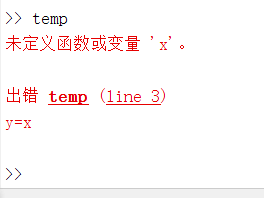 >> temp
未定义函数或变量 'x'。
出错 temp (line 3)
y=x
>>